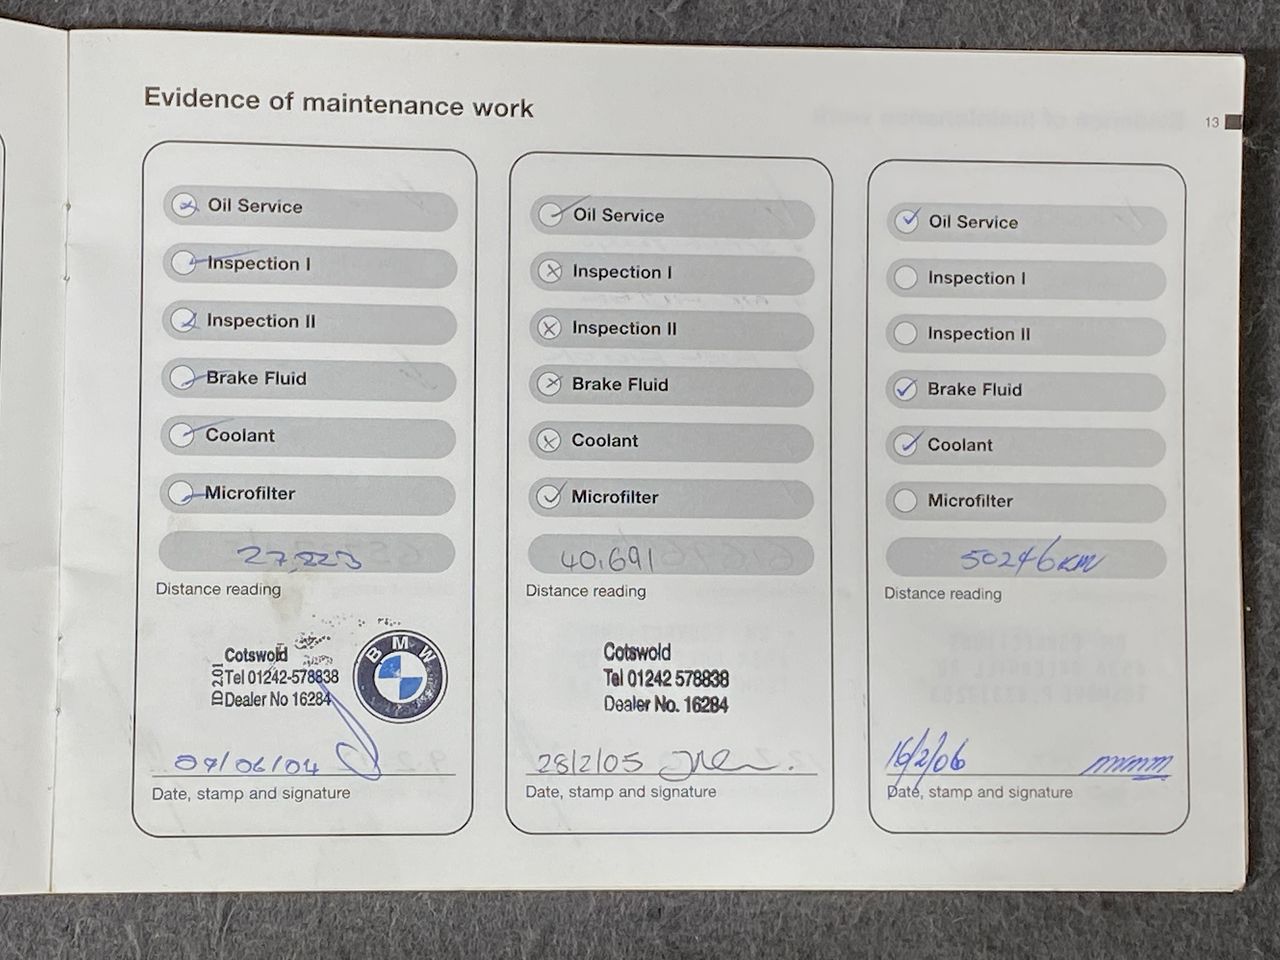 Evidence of maintenance work
13
Oil Service
Inspection I
Inspection II
Brake Fluid
Coolant
Microfilter
27,223
Distance reading
Cotswold
Tel 01242-578838
Dealer No 16284
ID 201
BMW
07/06/04
Date, stamp and signature
Oil Service
Inspection I
Inspection II
Brake Fluid
Coolant
Microfilter
40,691
Distance reading
Cotswold
Tel 01242 578838
Dealer No. 16284
28/2/05
Date, stamp and signature
Oil Service
Inspection I
Inspection II
Brake Fluid
Coolant
Microfilter
50246km
Distance reading
16/2/06
Date, stamp and signature